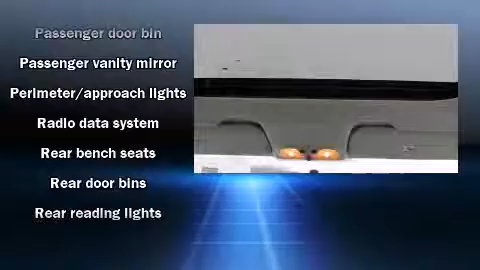 Passenger door bin
Passenger vanity mirror
Perimeter/approach lights
Radio data system
Rear bench seats
Rear door bins
Rear reading lights